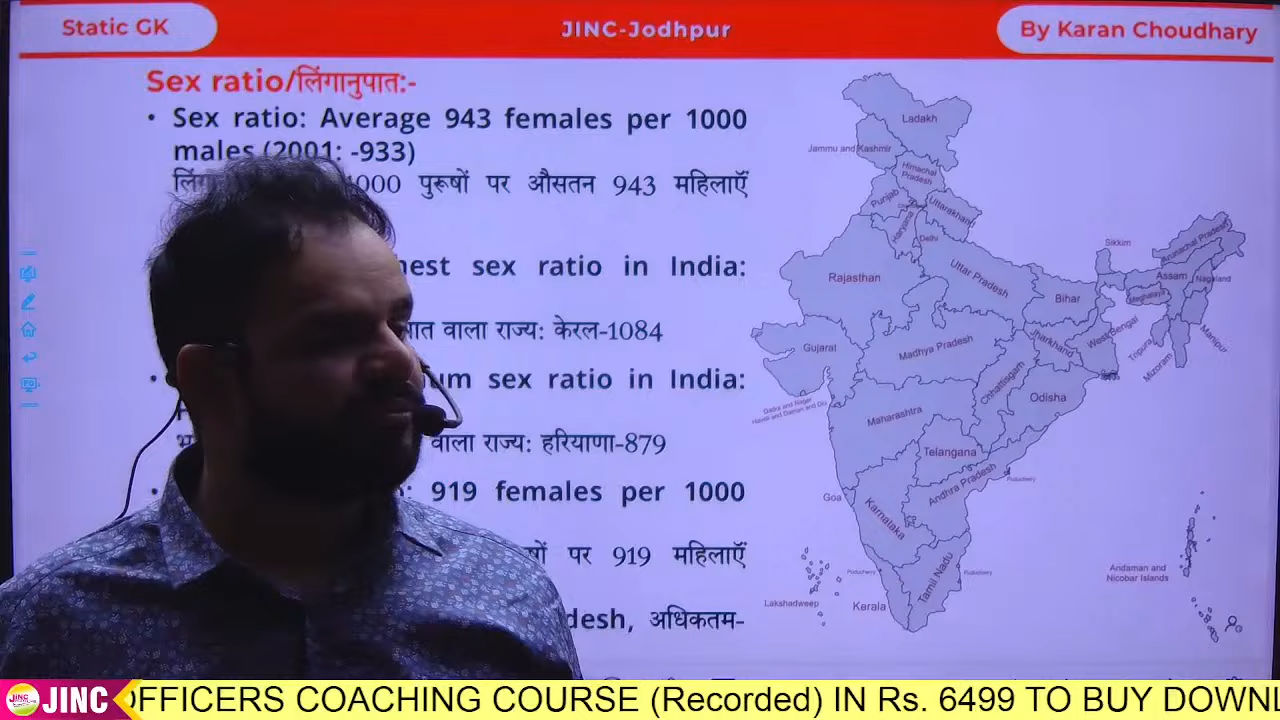 Static GK
JINC-Jodhpur
By Karan Choudhary
Sex ratio/लिंगानुपात:-
• Sex ratio: Average 943 females per 1000
males (2001: -933)
1000 पुरूषों पर औसतन 943 महिलाएँ
sex ratio in India:
वाला राज्य: केरल-1084
sex ratio in India:
वाला राज्य: हरियाणा-879
919 females per 1000
पर 919 महिलाएँ
अधिकतम-
Ladakh
Jammu and Kashmir
Himachal
Pradesh
Punjab
Uttarakhand
Haryana
Delhi
Rajasthan
Uttar Pradesh
Bihar
Sikkim
Arunachal Pradesh
Assam
Nagaland
Meghalaya
Manipur
Tripura
Mizoram
West Bengal
Jharkhand
Gujarat
Madhya Pradesh
Chhattisgarh
Odisha
Maharashtra
Telangana
Andhra Pradesh
Goa
Karnataka
Puducherry
Puducherry
Puducherry
Tamil Nadu
Kerala
Lakshadweep
Andaman and
Nicobar Islands
JINC
OFFICERS COACHING COURSE (Recorded) IN Rs. 6499 TO BUY